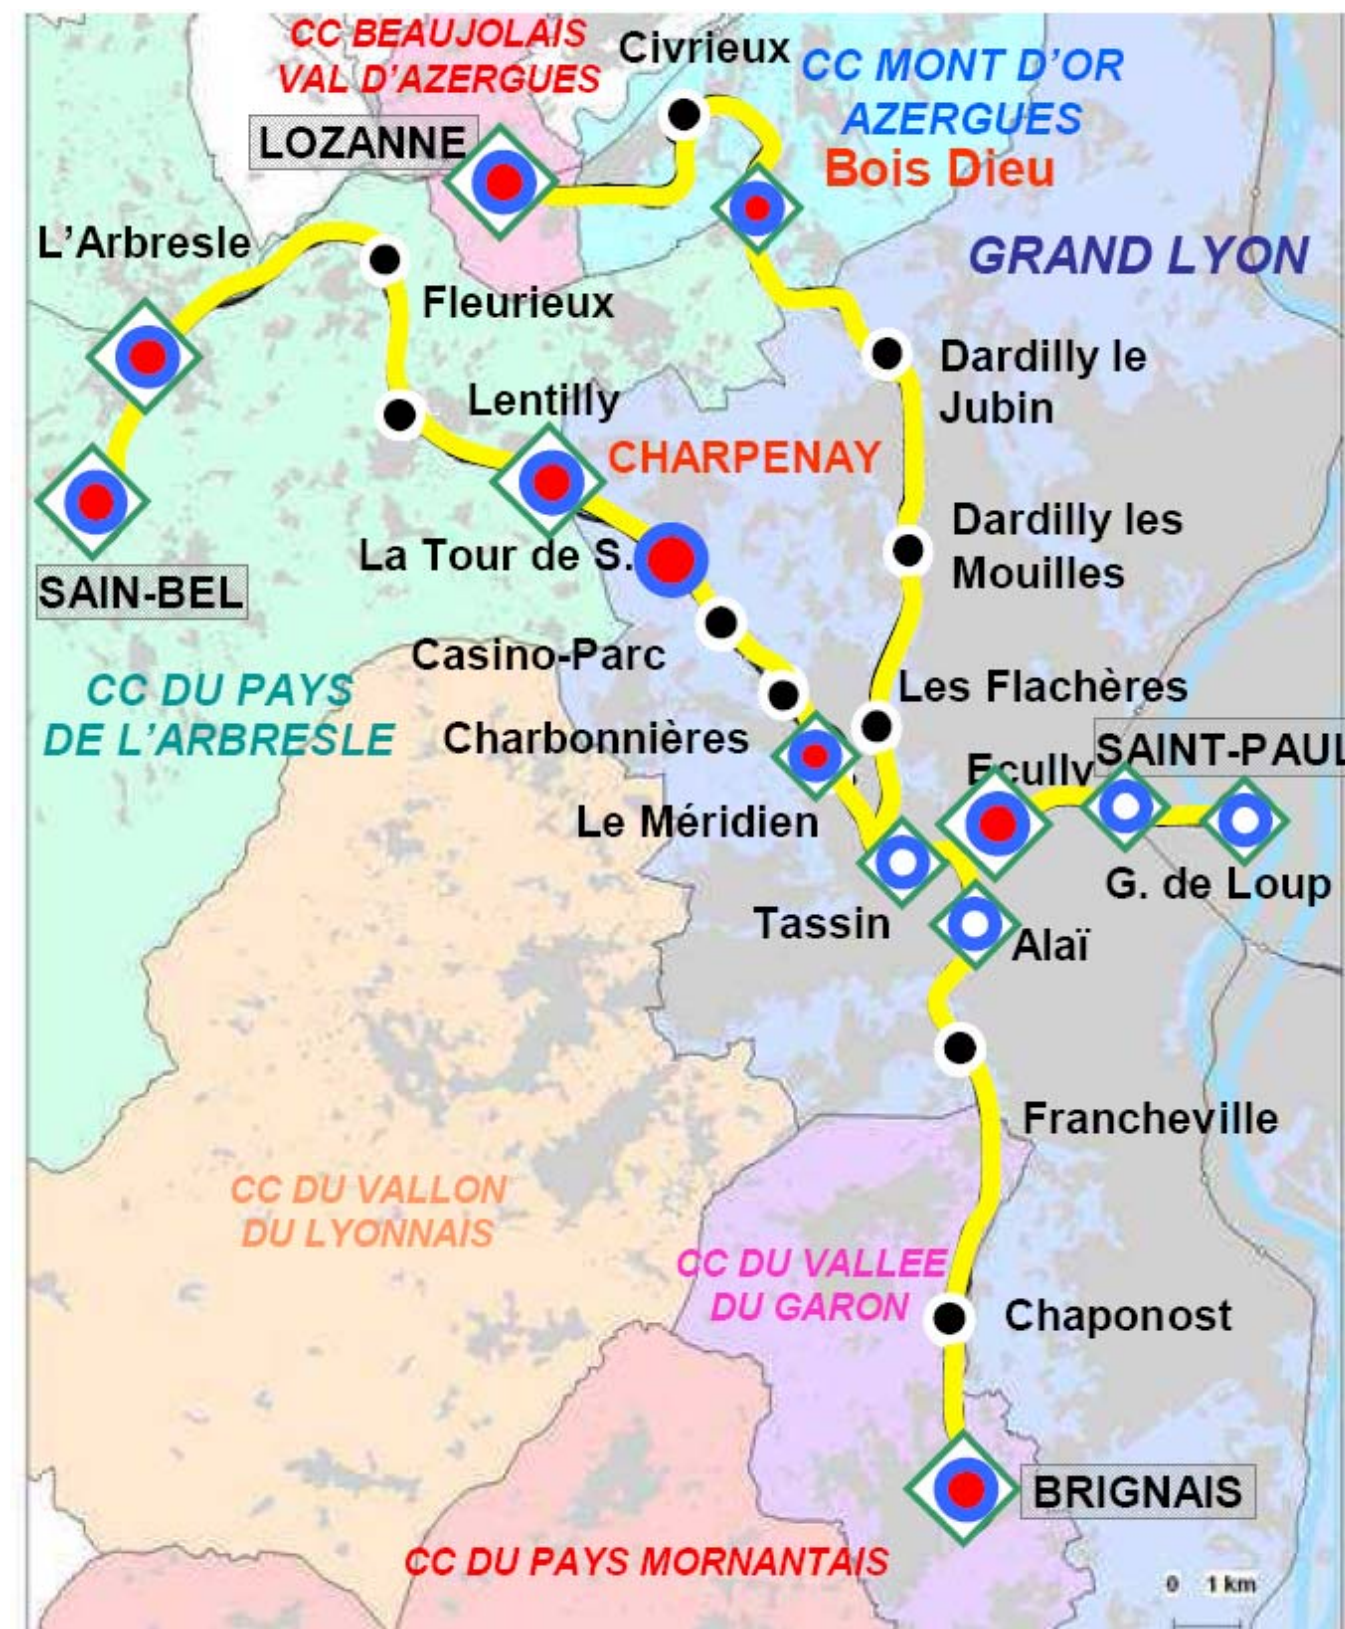 CC BEAUJOLAIS
VAL D'AZERGUES
Civrieux
CC MONT D'OR
AZERGUES
LOZANNE
Bois Dieu
L'Arbresle
GRAND LYON
Fleurieux
Dardilly le
Jubin
Lentilly
CHARPENAY
Dardilly les
Mouilles
La Tour de S.
SAIN-BEL
Casino-Parc
CC DU PAYS
DE L'ARBRESLE
Les Flachères
Charbonnières
SAINT-PAUL
Ecully
Le Méridien
G. de Loup
Tassin
Alaï
Francheville
CC DU VALLON
DU LYONNAIS
CC DU VALLEE
DU GARON
Chaponost
BRIGNAIS
CC DU PAYS MORNANTAIS
0 1 km